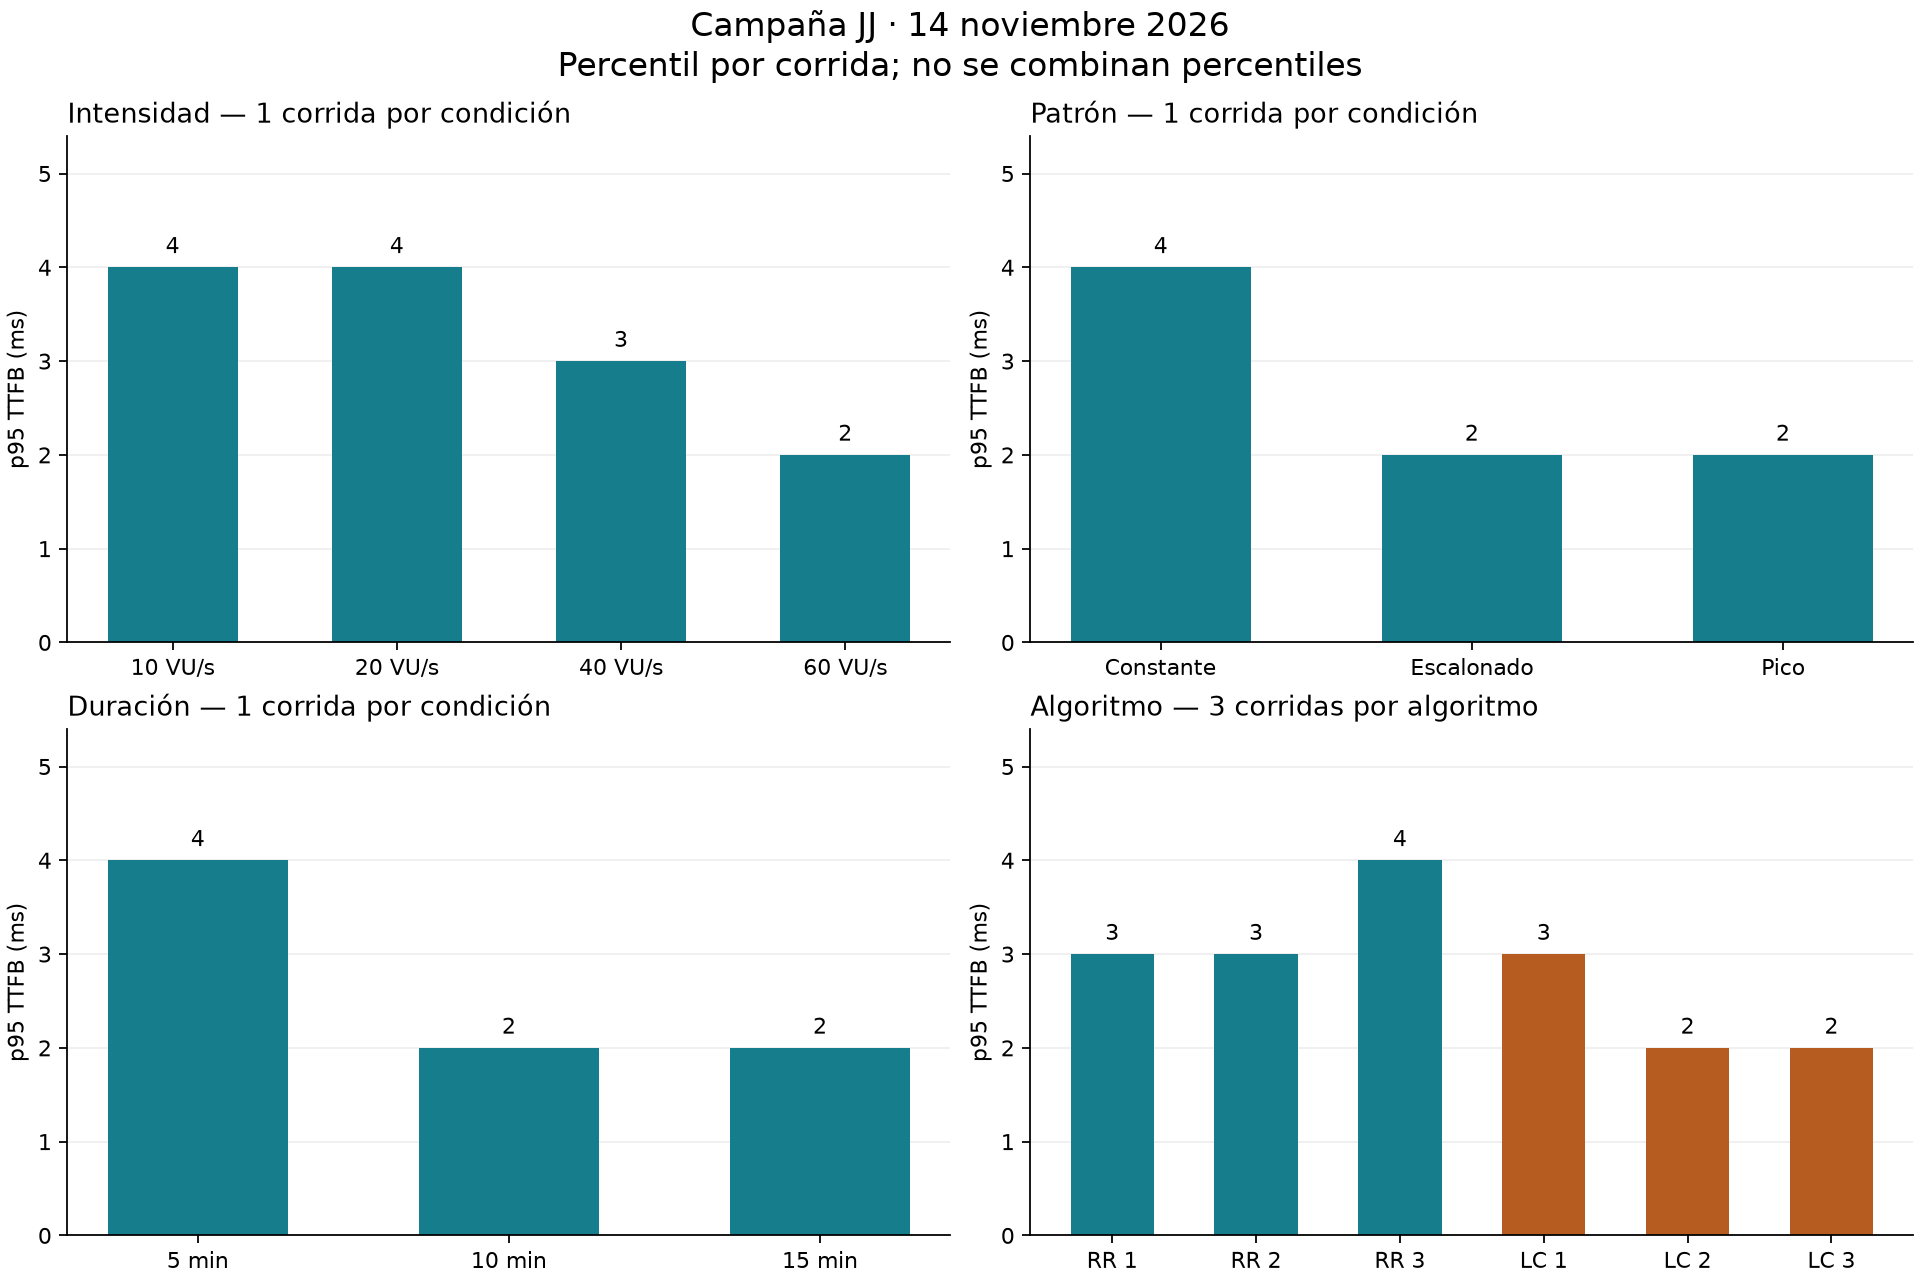 Campaña JJ · 14 noviembre 2026
Percentil por corrida; no se combinan percentiles
Intensidad — 1 corrida por condición
p95 TTFB (ms)
5
4
3
2
1
0
4
4
3
2
10 VU/s
20 VU/s
40 VU/s
60 VU/s
Patrón — 1 corrida por condición
p95 TTFB (ms)
5
4
3
2
1
0
4
2
2
Constante
Escalonado
Pico
Duración — 1 corrida por condición
p95 TTFB (ms)
5
4
3
2
1
0
4
2
2
5 min
10 min
15 min
Algoritmo — 3 corridas por algoritmo
p95 TTFB (ms)
5
4
3
2
1
0
3
3
4
3
2
2
RR 1
RR 2
RR 3
LC 1
LC 2
LC 3